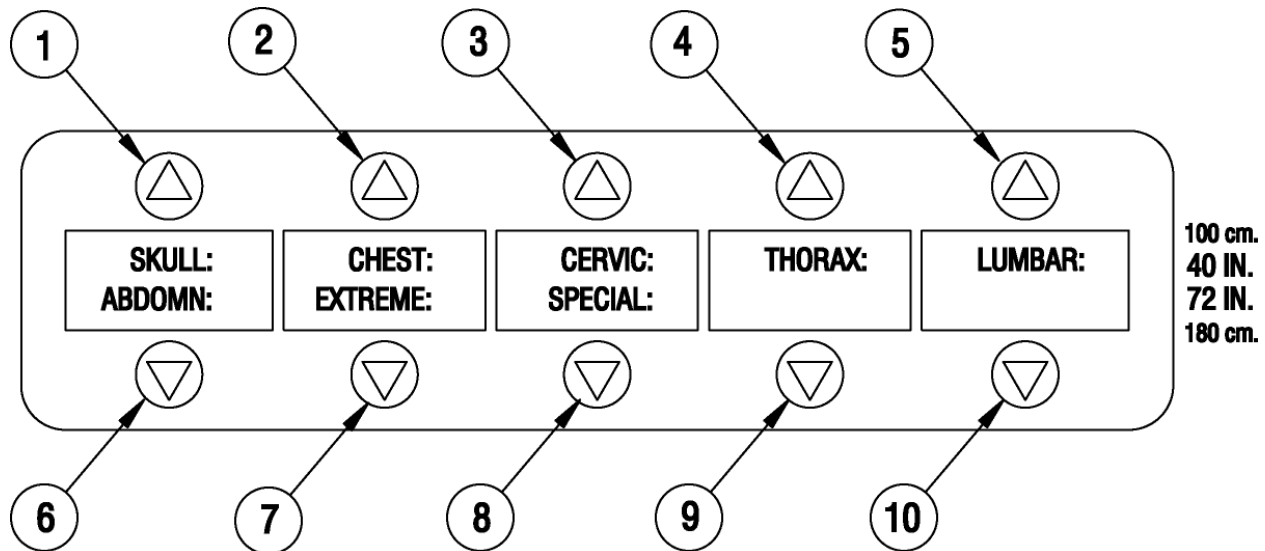 1
2
3
4
5
SKULL:
ABDOMN:
CHEST:
EXTREME:
CERVIC:
SPECIAL:
THORAX:
LUMBAR:
100 cm.
40 IN.
72 IN.
180 cm.
6
7
8
9
10